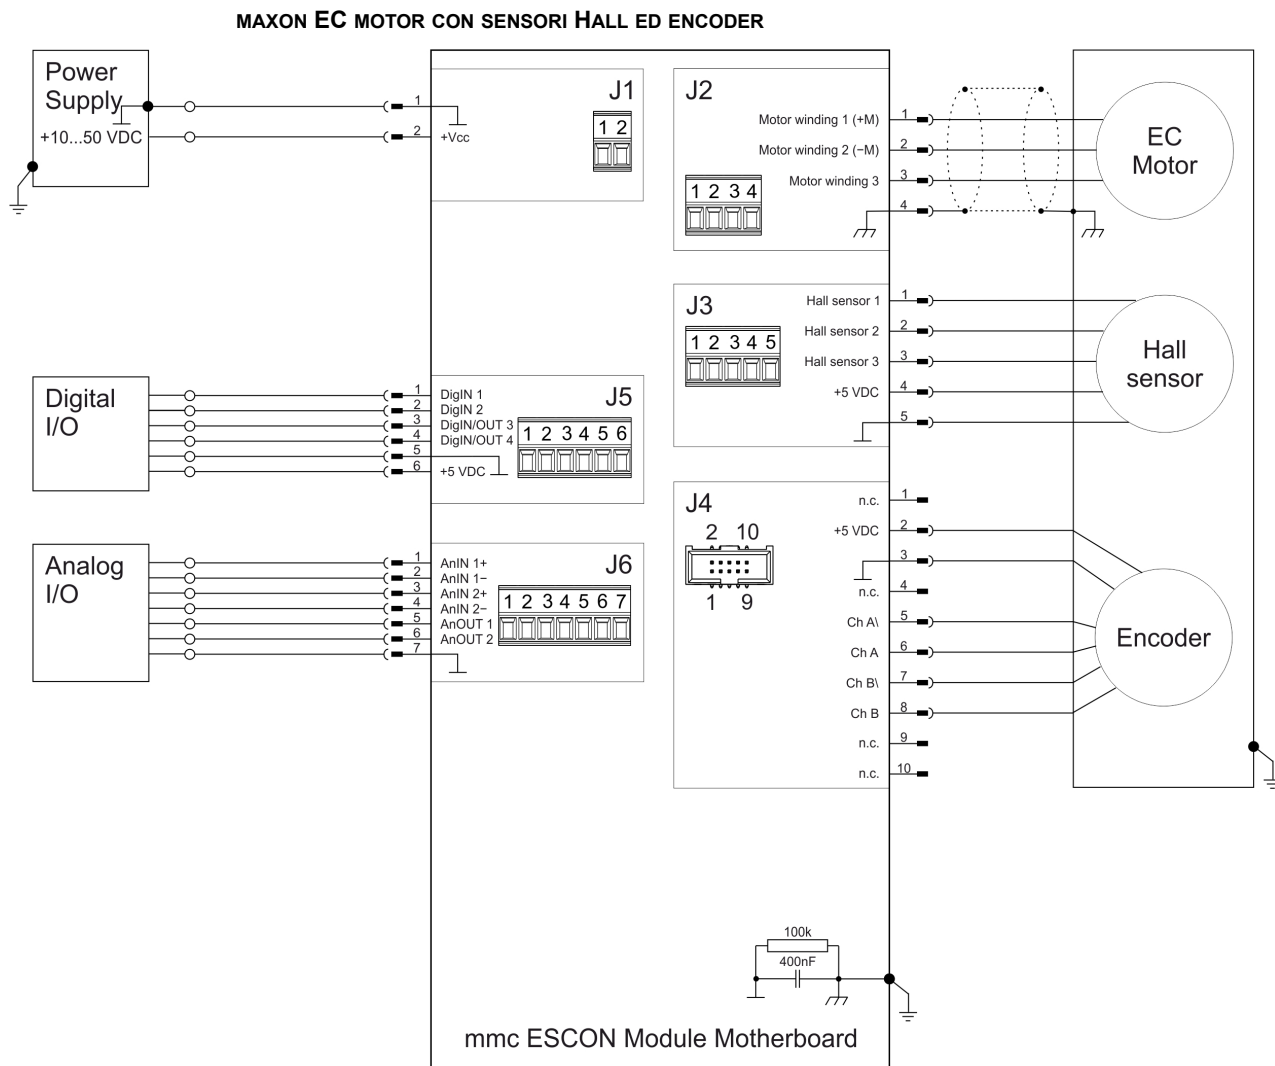 MAXON EC MOTOR CON SENSORI HALL ED ENCODER
Power
Supply
+10...50 VDC
1
2
+Vcc
J1
1 2
J2
Motor winding 1 (+M)
1
Motor winding 2 (−M)
2
Motor winding 3
3
4
1 2 3 4
EC
Motor
J3
1 2 3 4 5
Hall sensor 1
1
Hall sensor 2
2
Hall sensor 3
3
+5 VDC
4
5
Hall
sensor
Digital
I/O
1
DigIN 1
2
DigIN 2
3
DigIN/OUT 3
4
DigIN/OUT 4
5
6
+5 VDC
J5
1 2 3 4 5 6
J4
2 10
1 9
n.c.
1
+5 VDC
2
3
n.c.
4
Ch A\
5
Ch A
6
Ch B\
7
Ch B
8
n.c.
9
n.c.
10
Encoder
Analog
I/O
1
AnIN 1+
2
AnIN 1−
3
AnIN 2+
4
AnIN 2−
5
AnOUT 1
6
AnOUT 2
7
J6
1 2 3 4 5 6 7
100k
400nF
mmc ESCON Module Motherboard